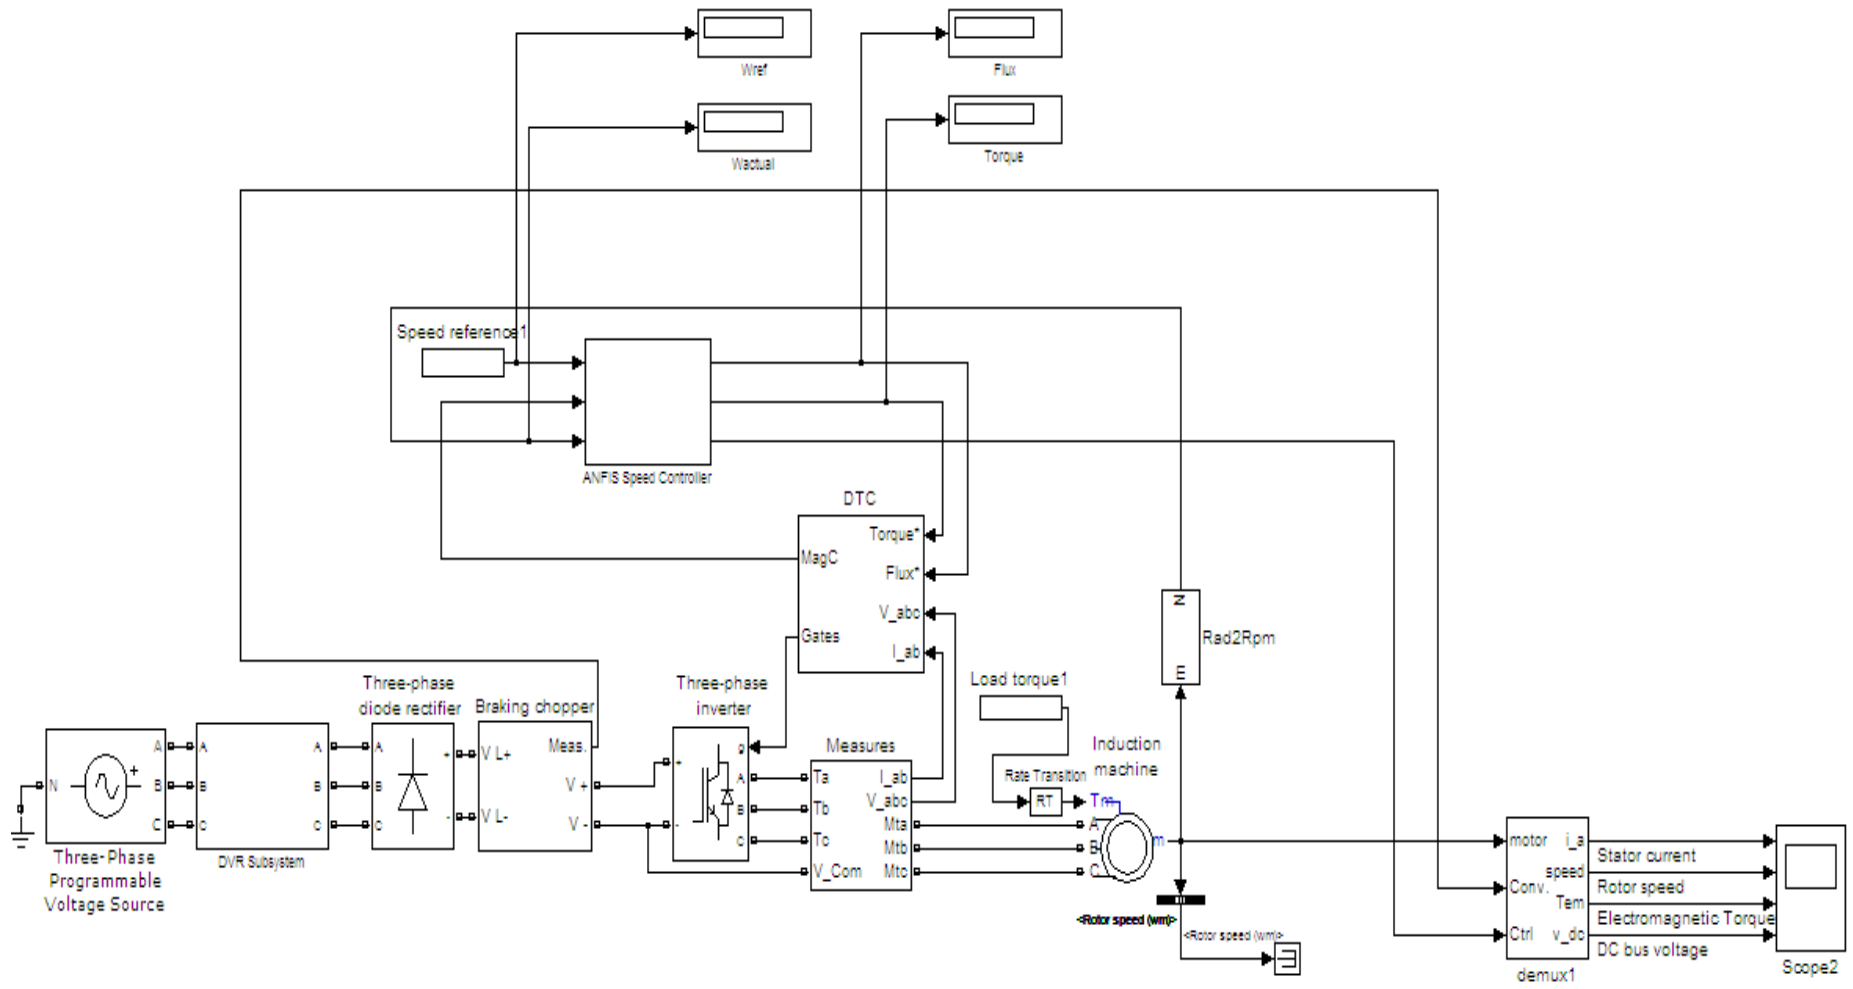 Wref
Flux
Wactual
Torque
Speed reference1
ANFIS Speed Controller
DTC
Torque*
MagC
Flux*
V_abc
Gates
I_ab
N
Rad2Rpm
Load torque1
Three-phase
diode rectifier
Braking chopper
Three-phase
inverter
Measures
Induction
machine
Rate Transition
A
A
A
A
V L+
Meas.
g
+
+
N
B
B
B
B
V +
+
A
Ta
I_ab
RT
Tm
V_abc
B
Tb
Mta
A
C
C
C
C
-
V L-
V -
-
C
Tc
Mtb
B
m
V_Com
Mtc
C
motor
i_a
Stator current
speed
Conv.
Rotor speed
Tem
Electromagnetic Torque
Ctrl
v_dc
DC bus voltage
Three-Phase
Programmable
Voltage Source
DVR Subsystem
<Rotor speed (wm)>
<Rotor speed (wm)>
demux1
Scope2